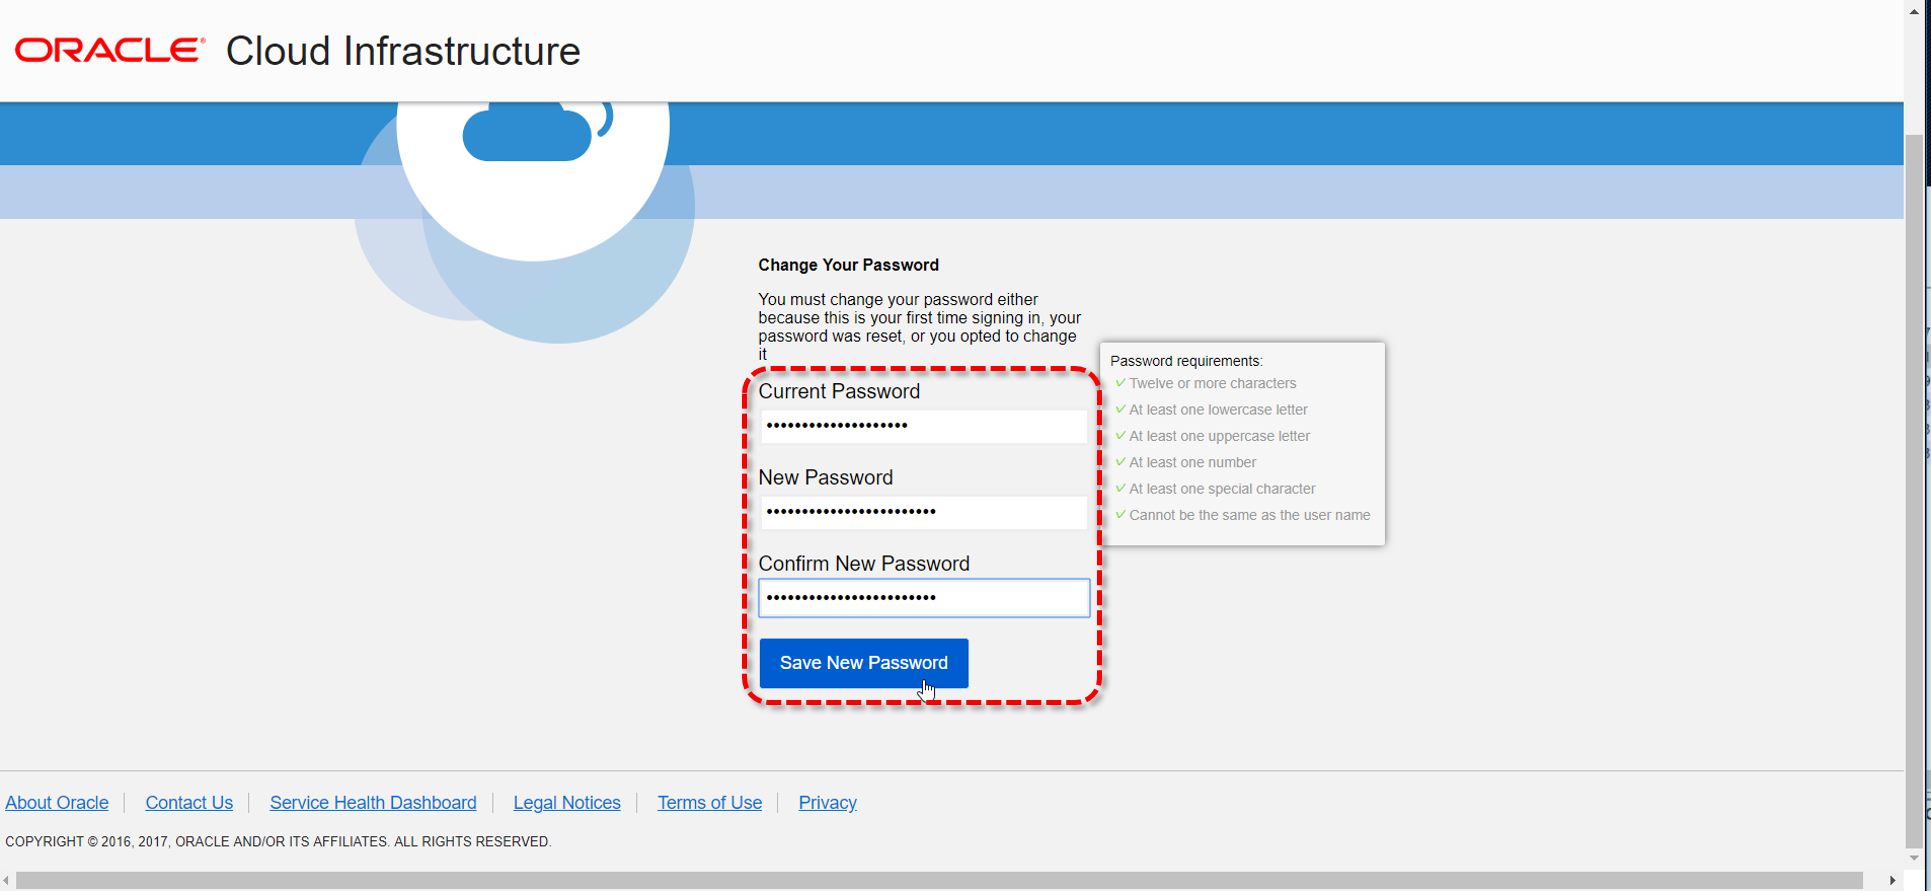 ORACLE® Cloud Infrastructure
Change Your Password
You must change your password either
because this is your first time signing in, your
password was reset, or you opted to change
it
Current Password
••••••••••••••••••••
New Password
••••••••••••••••••••••••
Confirm New Password
••••••••••••••••••••••••
Save New Password
Password requirements:
✓ Twelve or more characters
✓ At least one lowercase letter
✓ At least one uppercase letter
✓ At least one number
✓ At least one special character
✓ Cannot be the same as the user name
About Oracle | Contact Us | Service Health Dashboard | Legal Notices | Terms of Use | Privacy
COPYRIGHT © 2016, 2017, ORACLE AND/OR ITS AFFILIATES. ALL RIGHTS RESERVED.